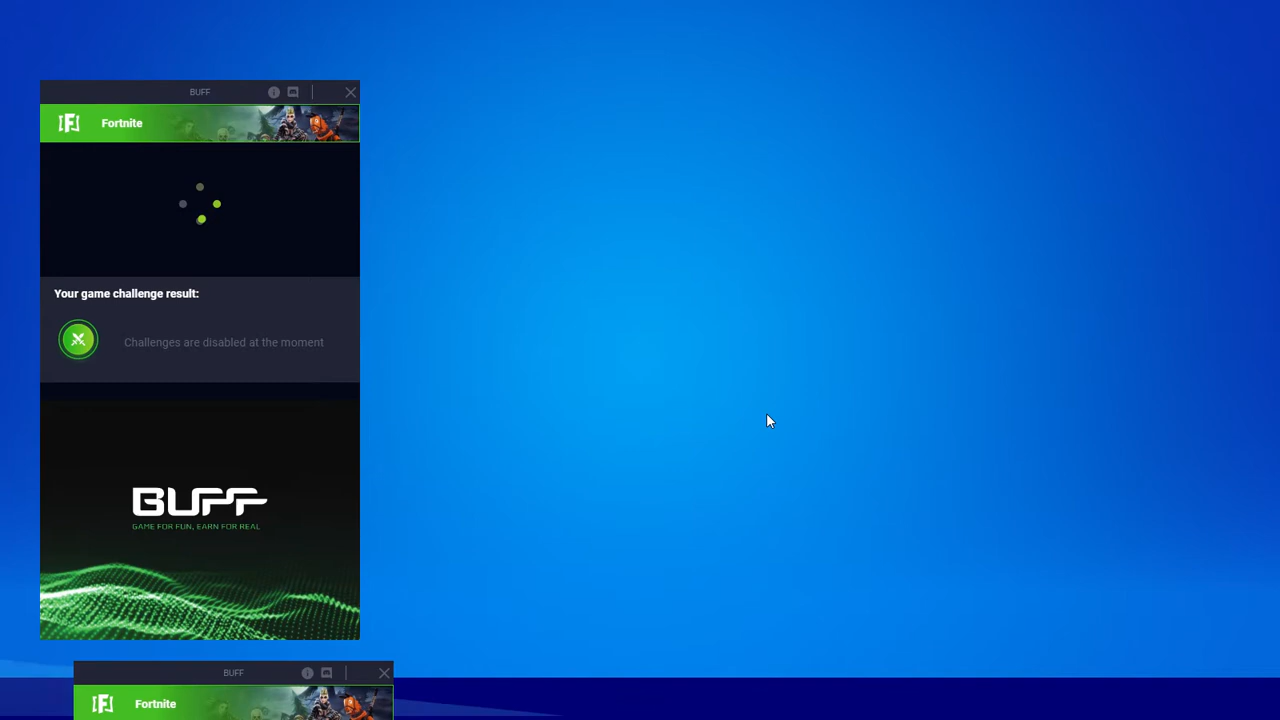 BUFF
Fortnite
Your game challenge result:
Challenges are disabled at the moment
BUFF
GAME FOR FUN, EARN FOR REAL
BUFF
Fortnite